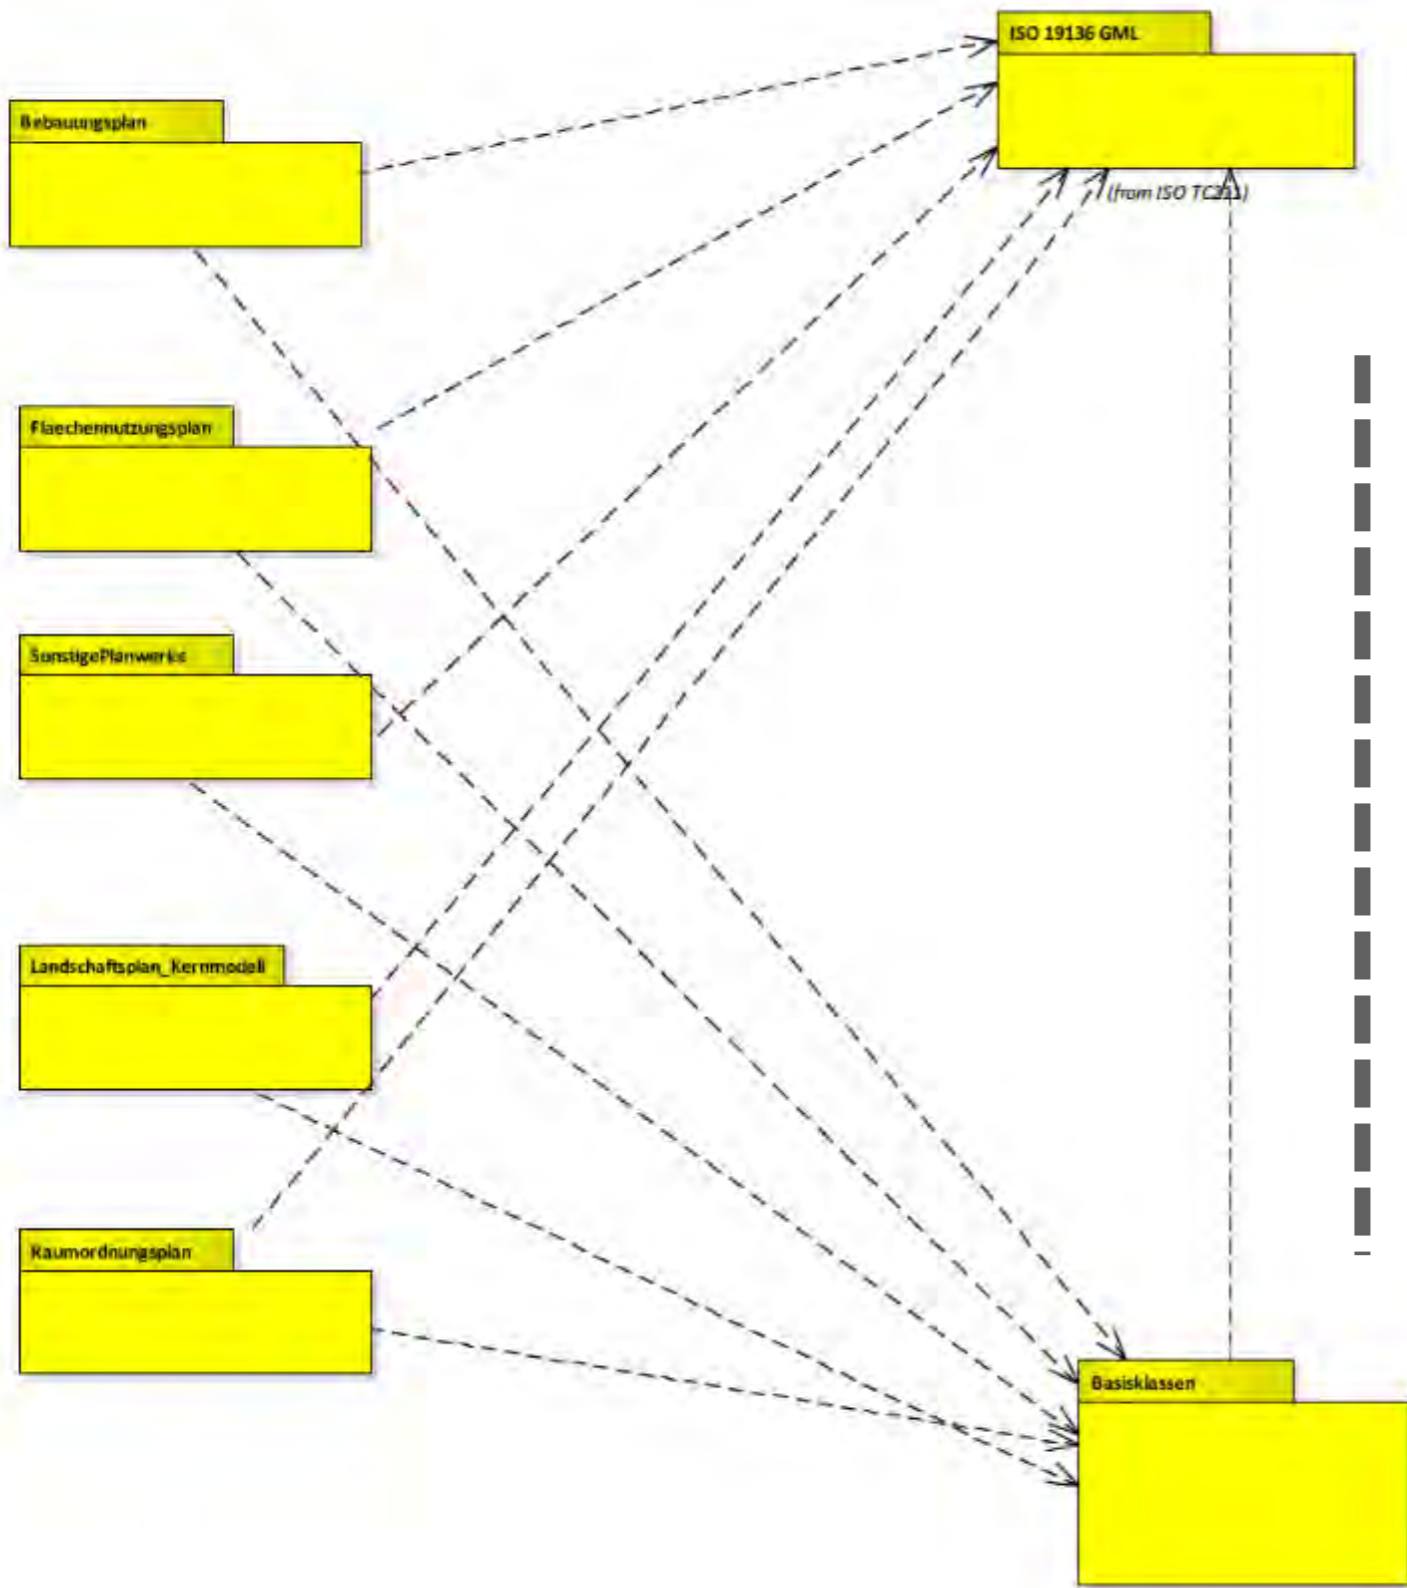 ISO 19136 GML
Bebauungsplan
(from ISO TC211)
Flaechennutzungsplan
SonstigePlanwerke
Landschaftsplan_Kernmodell
Raumordnungsplan
Basisklassen